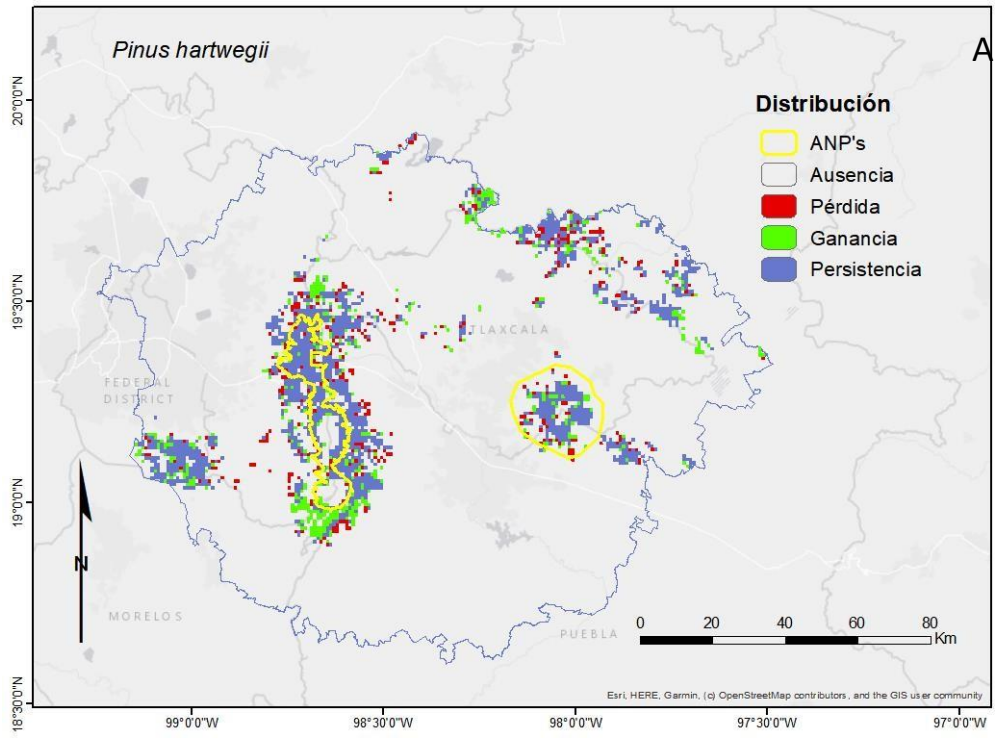 Pinus hartwegii
A
Distribución
ANP's
Ausencia
Pérdida
Ganancia
Persistencia
20°0'0"N
19°30'0"N
19°0'0"N
18°30'0"N
TLAXCALA
FEDERAL
DISTRICT
N
MORELOS
PUEBLA
0 20 40 60 80
Km
Esri, HERE, Garmin, (c) OpenStreetMap contributors, and the GIS user community
99°0'0"W 98°30'0"W 98°0'0"W 97°30'0"W 97°0'0"W